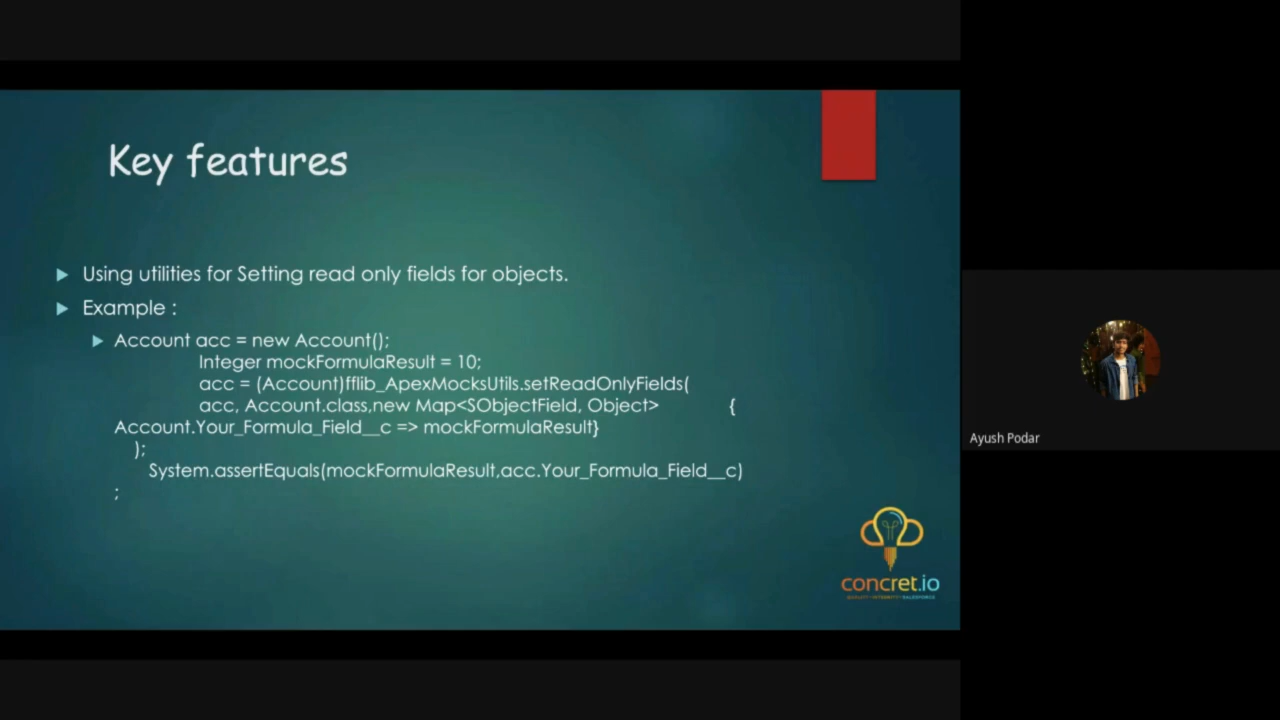 Key features
Using utilities for Setting read only fields for objects.
Example :
Account acc = new Account();
Integer mockFormulaResult = 10;
acc = (Account)fflib_ApexMocksUtils.setReadOnlyFields(
acc, Account.class,new Map<SObjectField, Object> {
Account.Your_Formula_Field__c => mockFormulaResult}
);
System.assertEquals(mockFormulaResult,acc.Your_Formula_Field__c)
;
concret.io
Ayush Podar